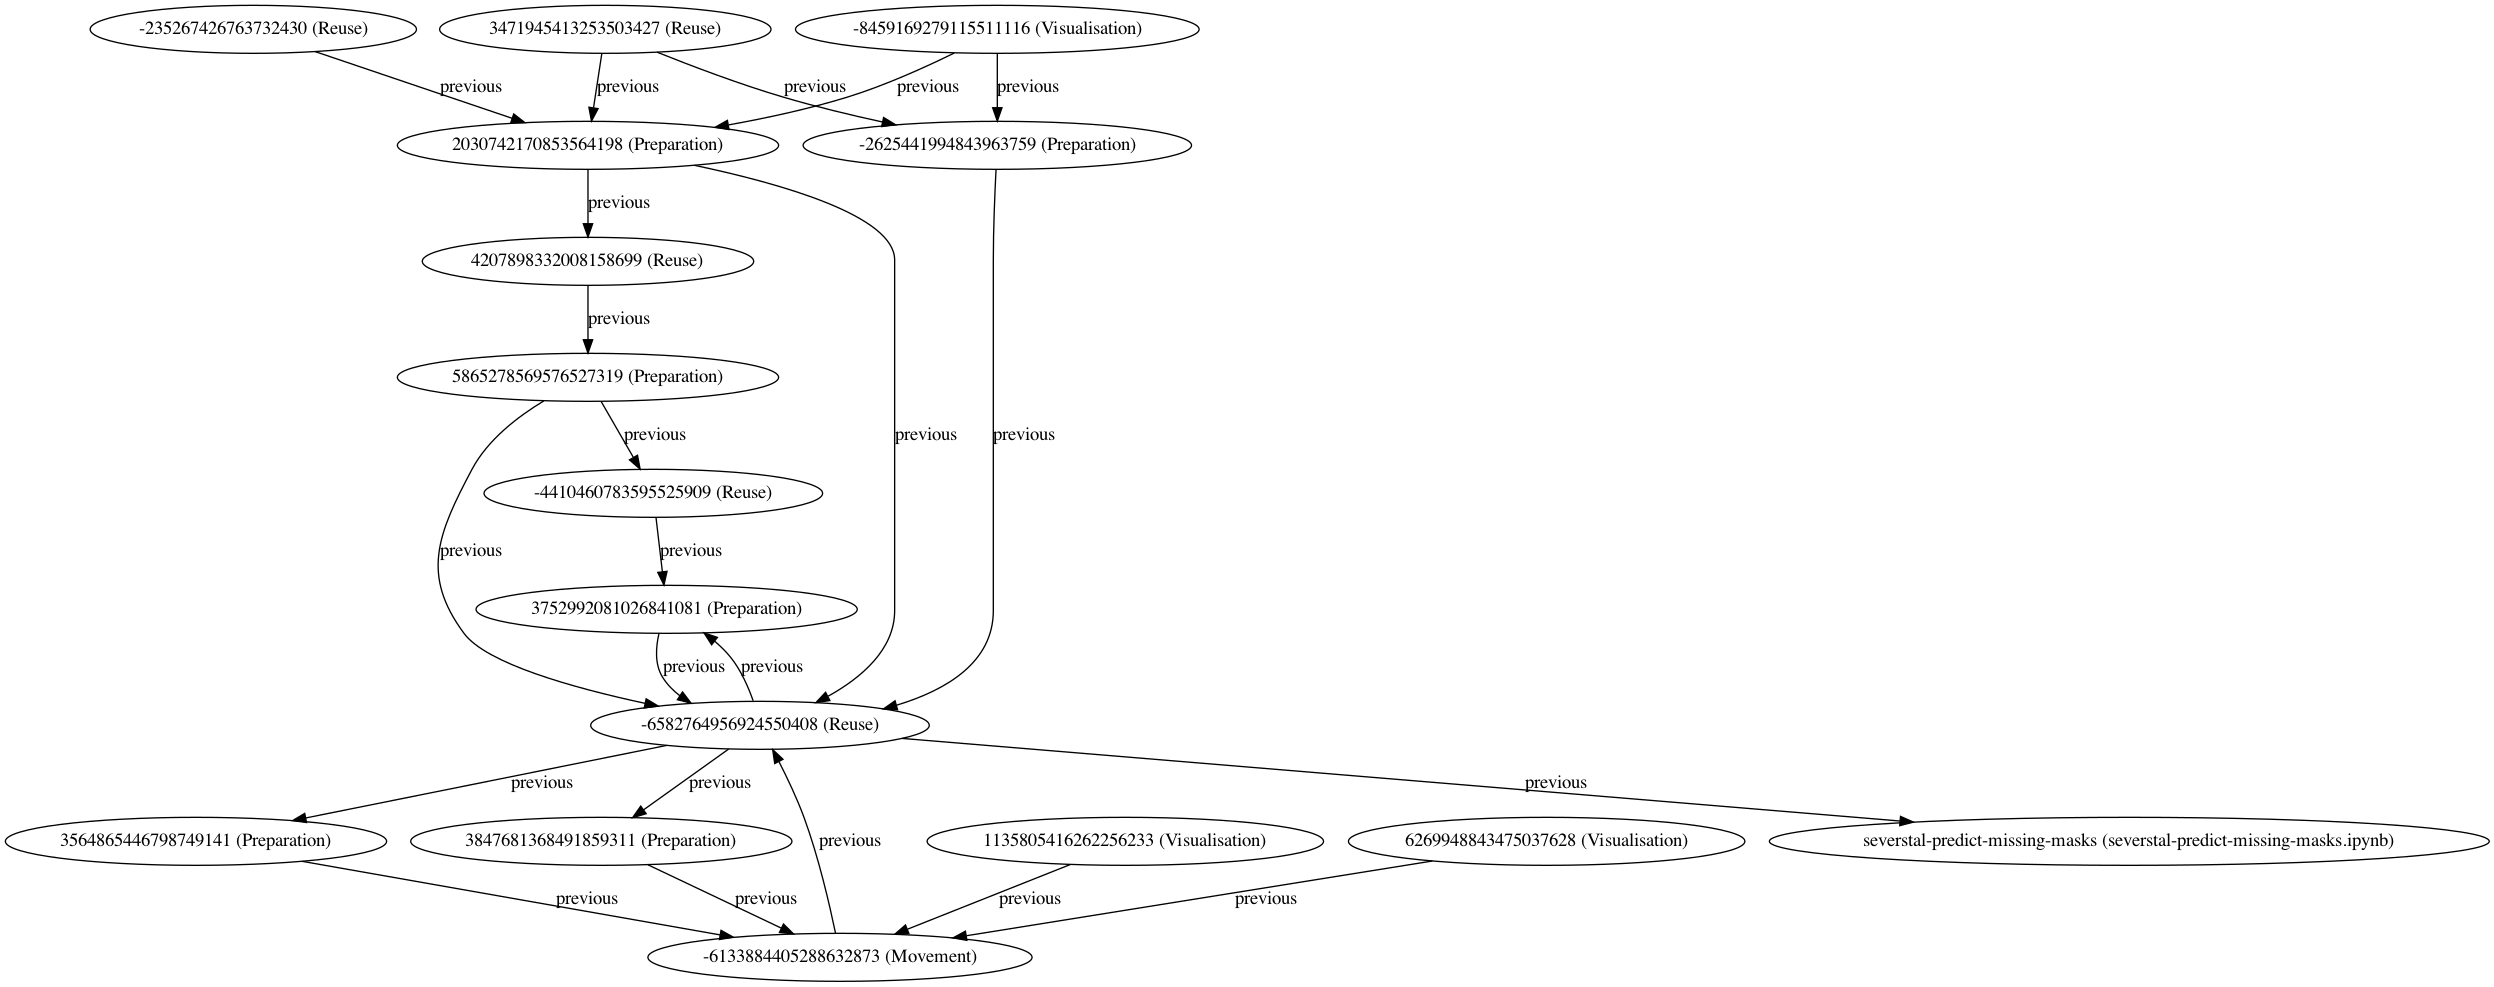 -235267426763732430 (Reuse)
3471945413253503427 (Reuse)
-8459169279115511116 (Visualisation)
previous
previous
previous
previous
previous
2030742170853564198 (Preparation)
-2625441994843963759 (Preparation)
previous
4207898332008158699 (Reuse)
previous
5865278569576527319 (Preparation)
previous
previous
previous
-4410460783595525909 (Reuse)
previous
previous
3752992081026841081 (Preparation)
previous
previous
-6582764956924550408 (Reuse)
previous
previous
previous
3564865446798749141 (Preparation)
3847681368491859311 (Preparation)
previous
1135805416262256233 (Visualisation)
6269948843475037628 (Visualisation)
severstal-predict-missing-masks (severstal-predict-missing-masks.ipynb)
previous
previous
previous
previous
-6133884405288632873 (Movement)